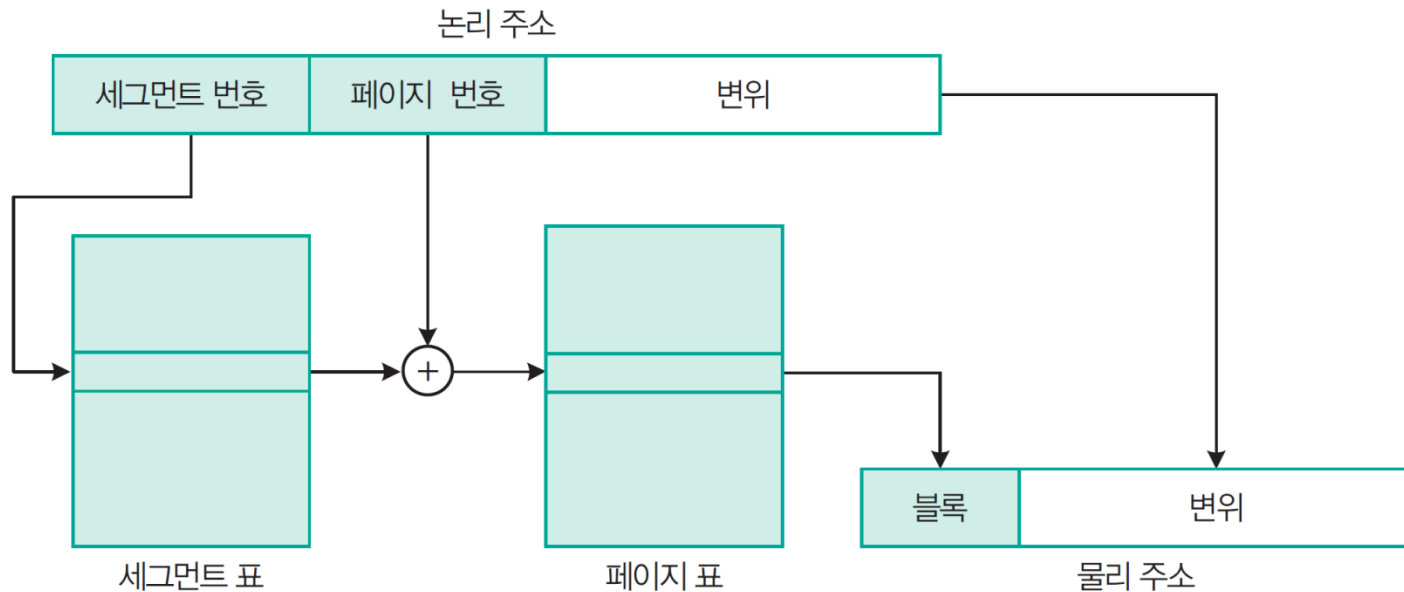 논리 주소
세그먼트 번호
페이지 번호
변위
+
블록
변위
세그먼트 표
페이지 표
물리 주소